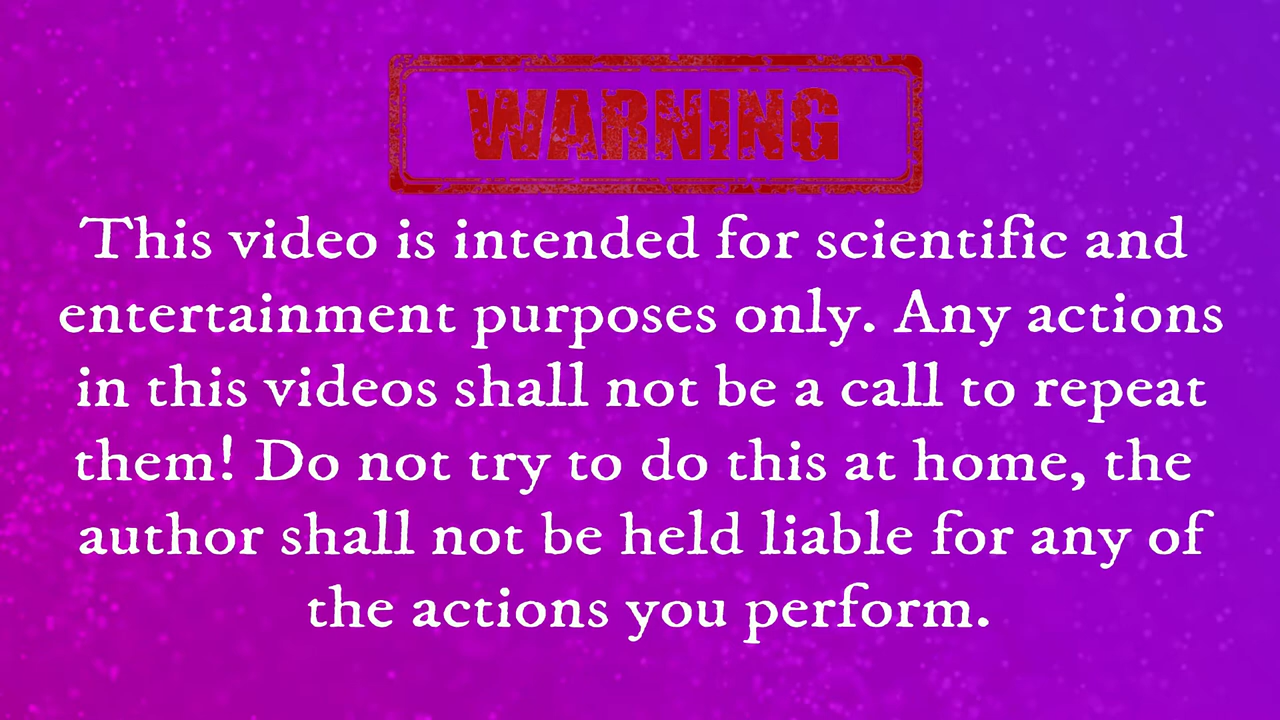 WARNING
This video is intended for scientific and
entertainment purposes only. Any actions
in this videos shall not be a call to repeat
them! Do not try to do this at home, the
author shall not be held liable for any of
the actions you perform.